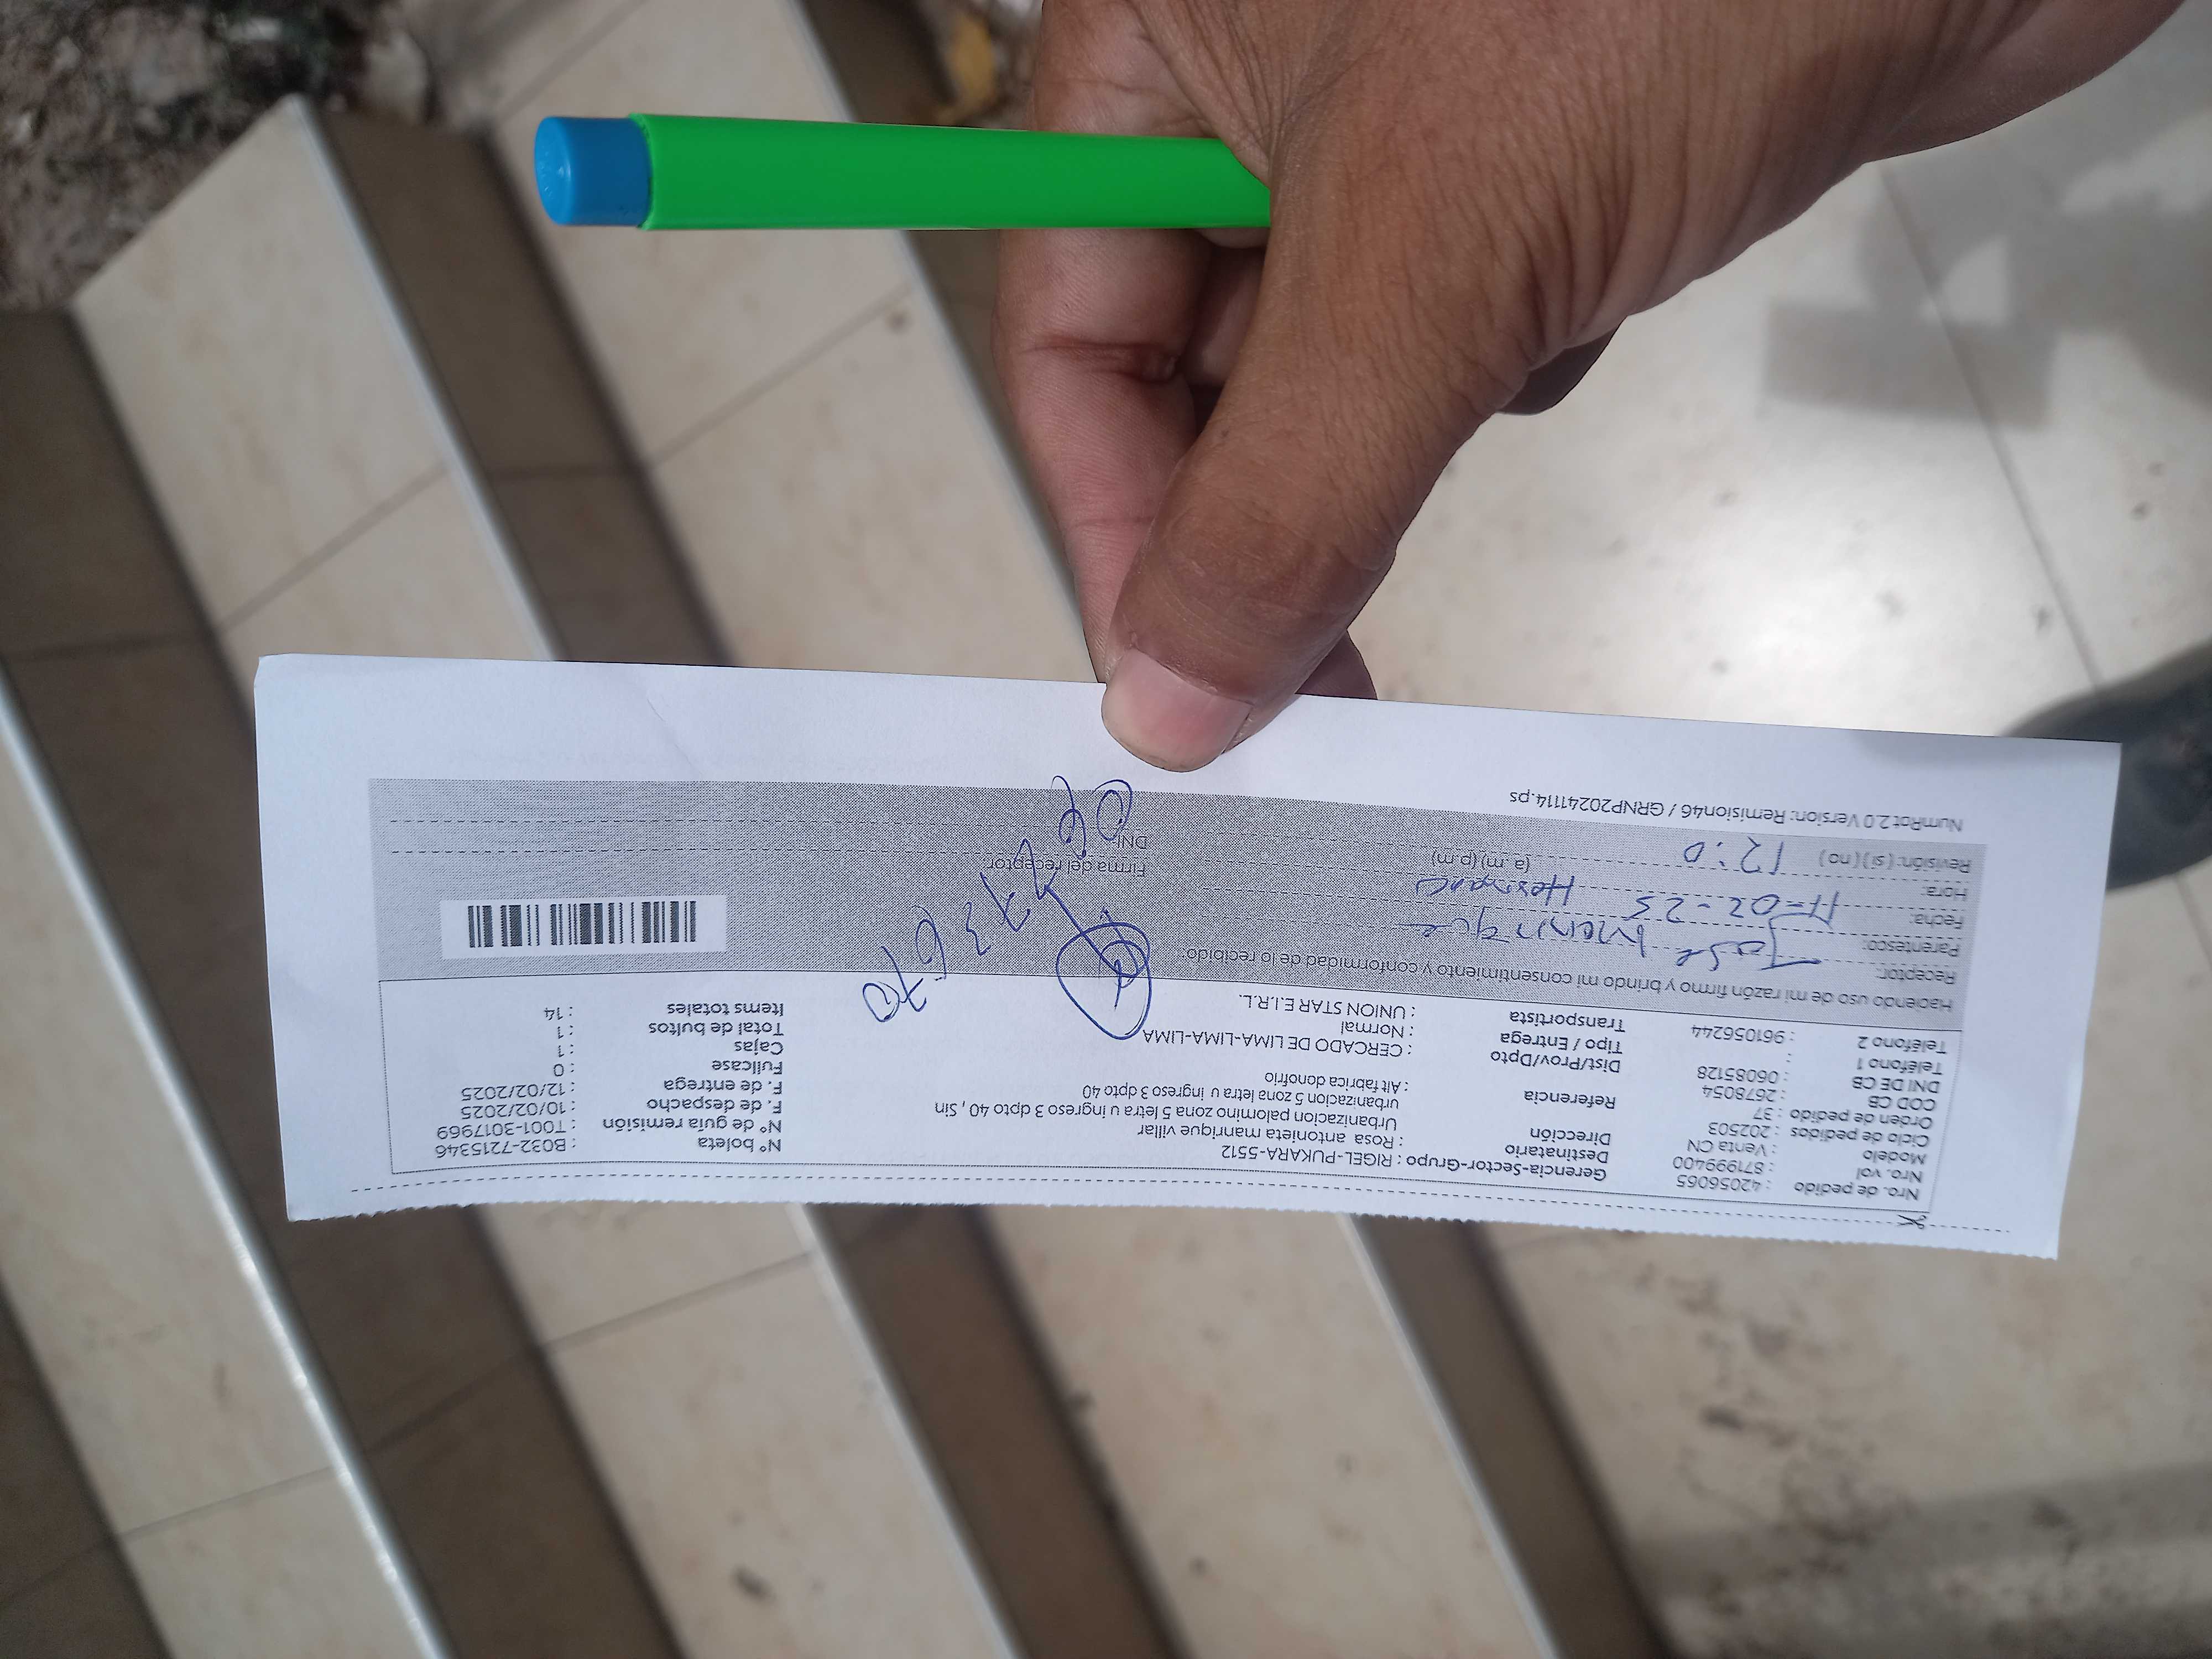 Nro. de pedido : 42056065
Nro. vol : 871999400
Modelo : Venta CN
Ciclo de pedidos : 202503
Orden de pedido : 37
COD CB : 2678054
DNI DE CB : 06085128
Teléfono 1 :
Teléfono 2 : 961056244
Gerencia-Sector-Grupo : RIGEL-PUKARA-5512
Destinatario : Rosa antonieta manrique villar
Dirección Urbanizacion palomino zona 5 letra u ingreso 3 dpto 40 , Sin
urbanizacion 5 zona letra u ingreso 3 dpto 40
Referencia : Alt fabrica donofrio
Dist/Prov/Dpto : CERCADO DE LIMA-LIMA-LIMA
Tipo / Entrega : Normal
Transportista : UNION STAR E.I.R.L.
Nº boleta : B032-7215346
Nº de guía remisión : T001-3017969
F. de despacho : 10/02/2025
F. de entrega : 12/02/2025
Fullcase : 0
Cajas : 1
Total de bultos : 1
Items totales : 14
Haciendo uso de mi razón firmo y brindo mi consentimiento y conformidad de lo recibido:
Receptor: José Manrique
Parentesco: Hermano
Fecha: 11-02-25
Hora: 12:0 (a.m) (p.m)
Revisión: ( si ) ( no )
Firma del receptor:
DNI:
NumRot 2.0 Version: Remision46 / GRNP20241114.ps